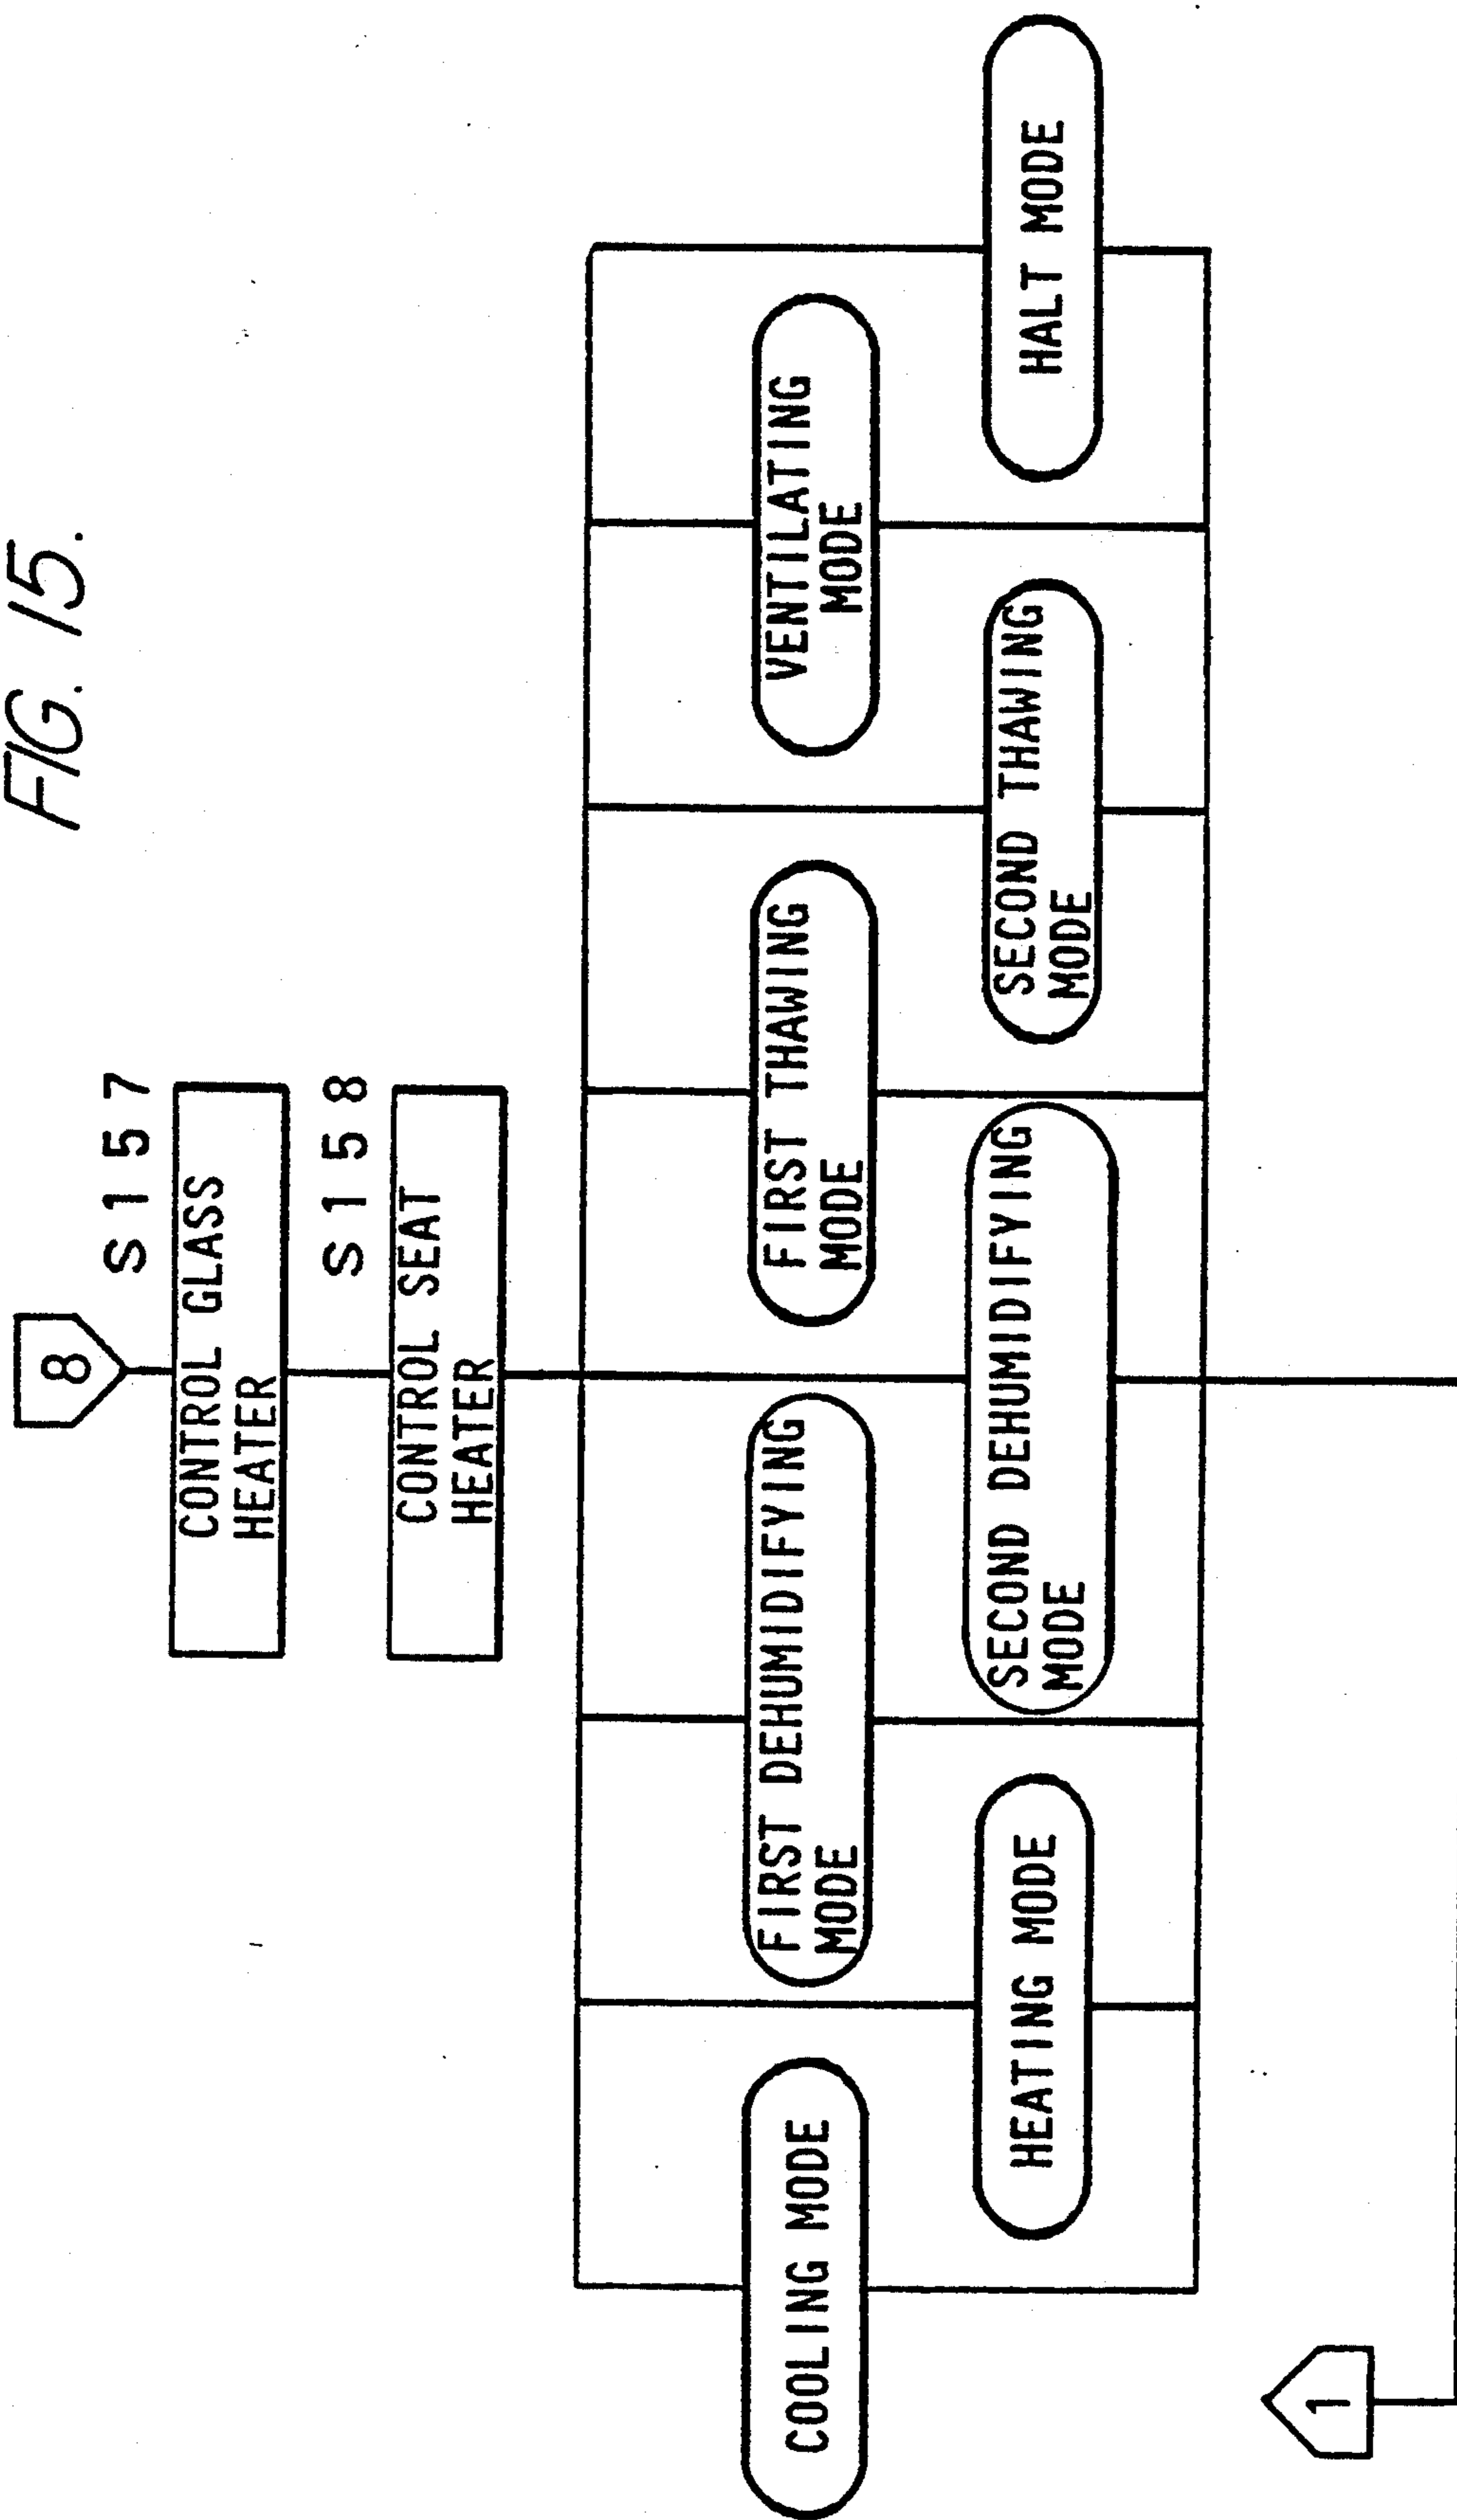 FIG. 15.
8
S157
CONTROL GLASS
HEATER
S158
CONTROL SEAT
HEATER
COOLING MODE
FIRST DEHUMIDIFYING
MODE
FIRST THAWING
MODE
VENTILATING
MODE
HEATING MODE
SECOND DEHUMIDIFYING
MODE
SECOND THAWING
MODE
HALT MODE
1